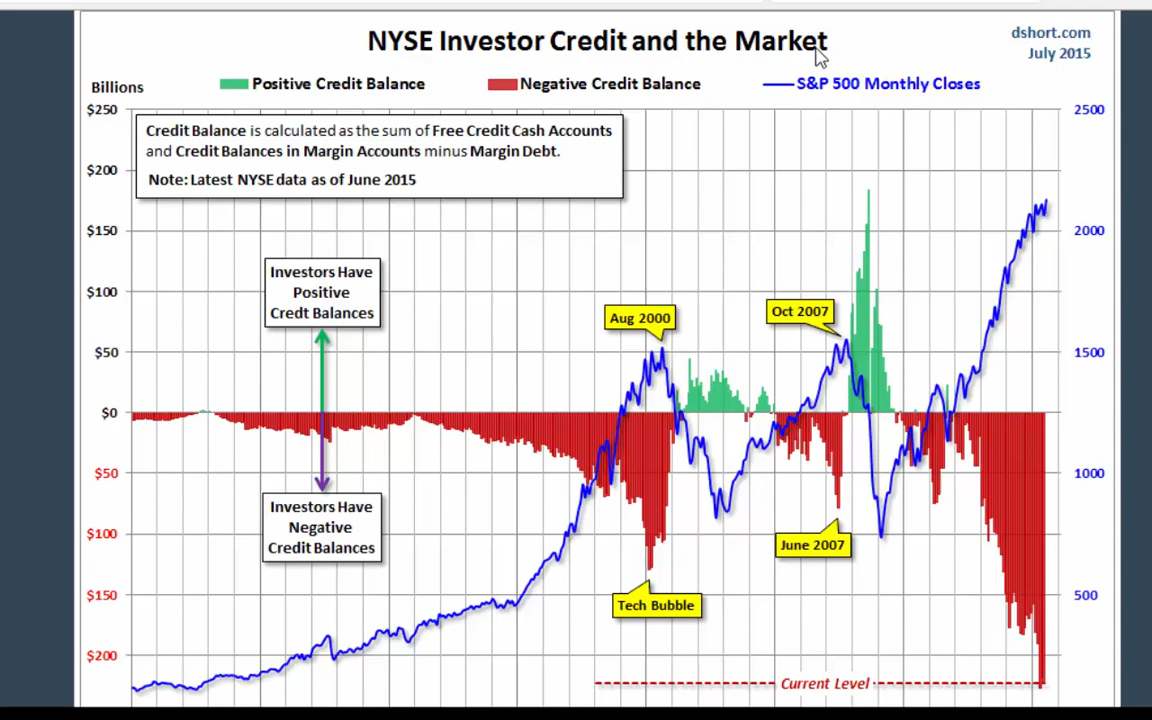 NYSE Investor Credit and the Market
dshort.com
July 2015
Billions
Positive Credit Balance
Negative Credit Balance
S&P 500 Monthly Closes
$250
$200
$150
$100
$50
$0
$50
$100
$150
$200
2500
2000
1500
1000
500
Credit Balance is calculated as the sum of Free Credit Cash Accounts
and Credit Balances in Margin Accounts minus Margin Debt.
Note: Latest NYSE data as of June 2015
Investors Have
Positive
Credt Balances
Investors Have
Negative
Credit Balances
Aug 2000
Oct 2007
June 2007
Tech Bubble
Current Level